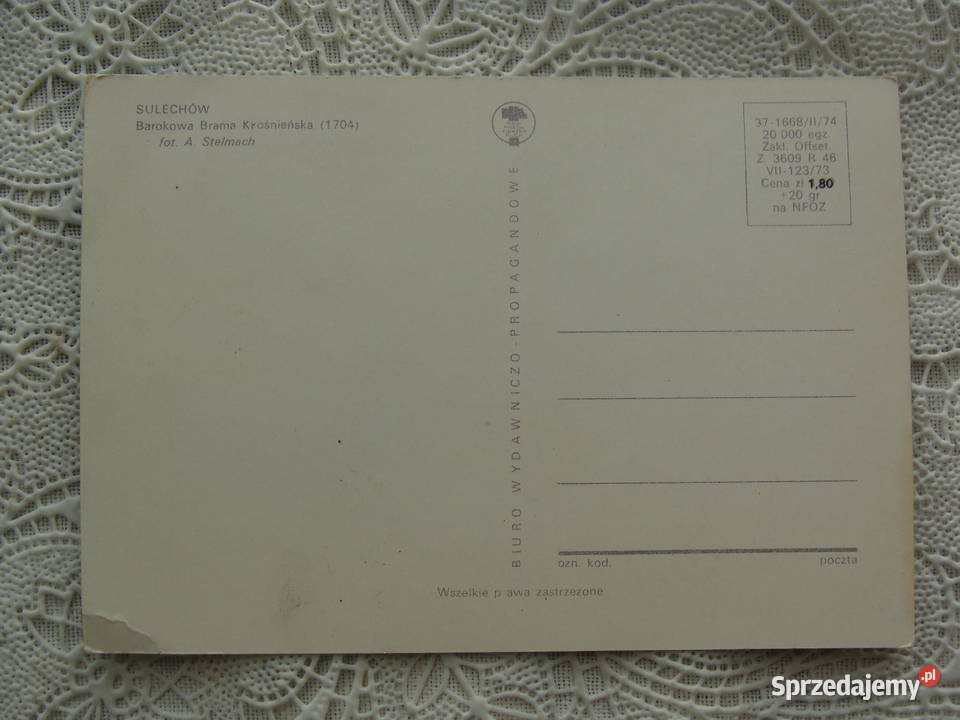 SULECHÓW
Barokowa Brama Krośnieńska (1704)
fot. A. Stelmach
37-1668/II/74
20 000 egz.
Zakł. Offset.
Z. 3609 R 46
VII-123/73
Cena zł 1,80
+20 gr
na NFOZ
BIURO WYDAWNICZO-PROPAGANDOWE
ozn. kod.
poczta
Wszelkie p awa zastrzeżone
Sprzedajemy.pl